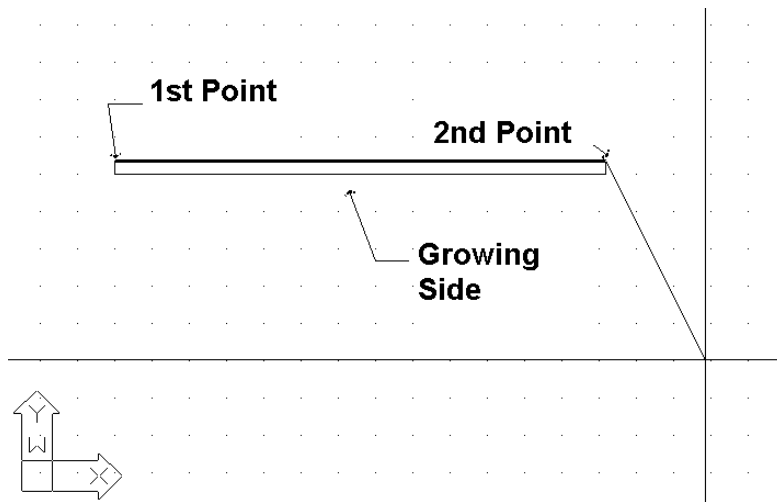 1st Point
2nd Point
Growing
Side
Y
W
X